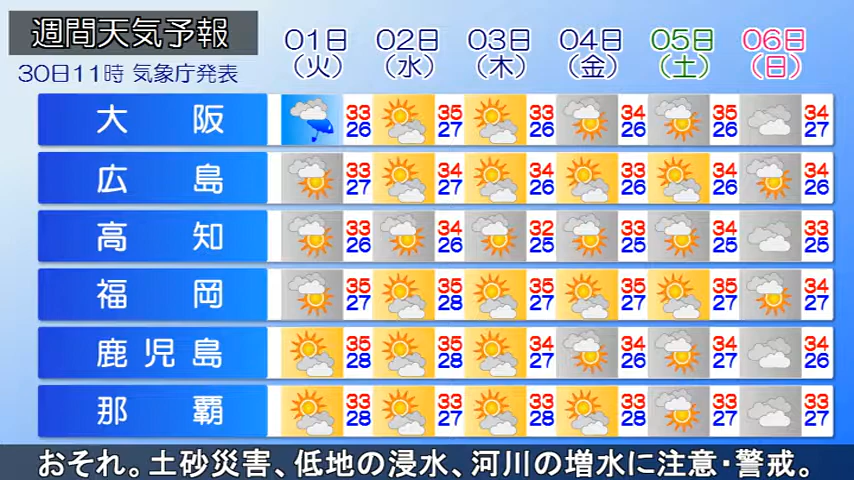 週間天気予報
30日11時 気象庁発表
01日 02日 03日 04日 05日 06日
(火) (水) (木) (金) (土) (日)
大阪 33 26 35 27 33 26 34 26 35 26 34 27
広島 33 27 34 27 34 26 33 26 34 26 34 26
高知 33 26 34 26 32 25 33 25 34 25 33 25
福岡 35 27 35 28 35 27 35 27 35 27 34 27
鹿児島 35 28 35 28 34 27 34 26 34 27 34 26
那覇 33 28 33 27 33 28 33 28 33 27 33 27
おそれ。土砂災害、低地の浸水、河川の増水に注意・警戒。